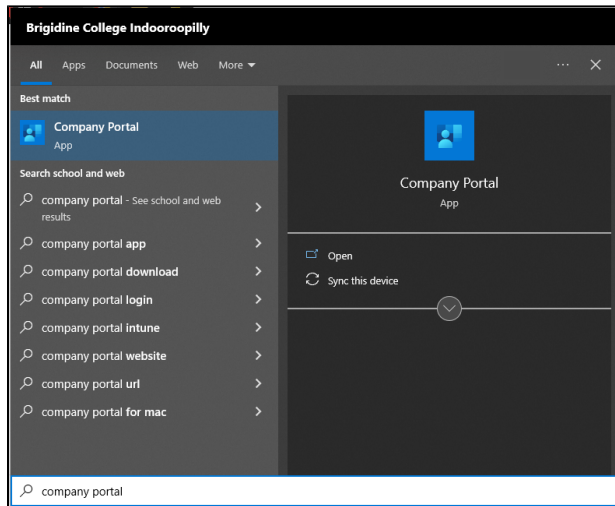 Brigidine College Indooroopilly
All Apps Documents Web More
Best match
Company Portal
App
Search school and web
company portal - See school and web
results
company portal app
company portal download
company portal login
company portal intune
company portal website
company portal url
company portal for mac
Company Portal
App
Open
Sync this device
company portal